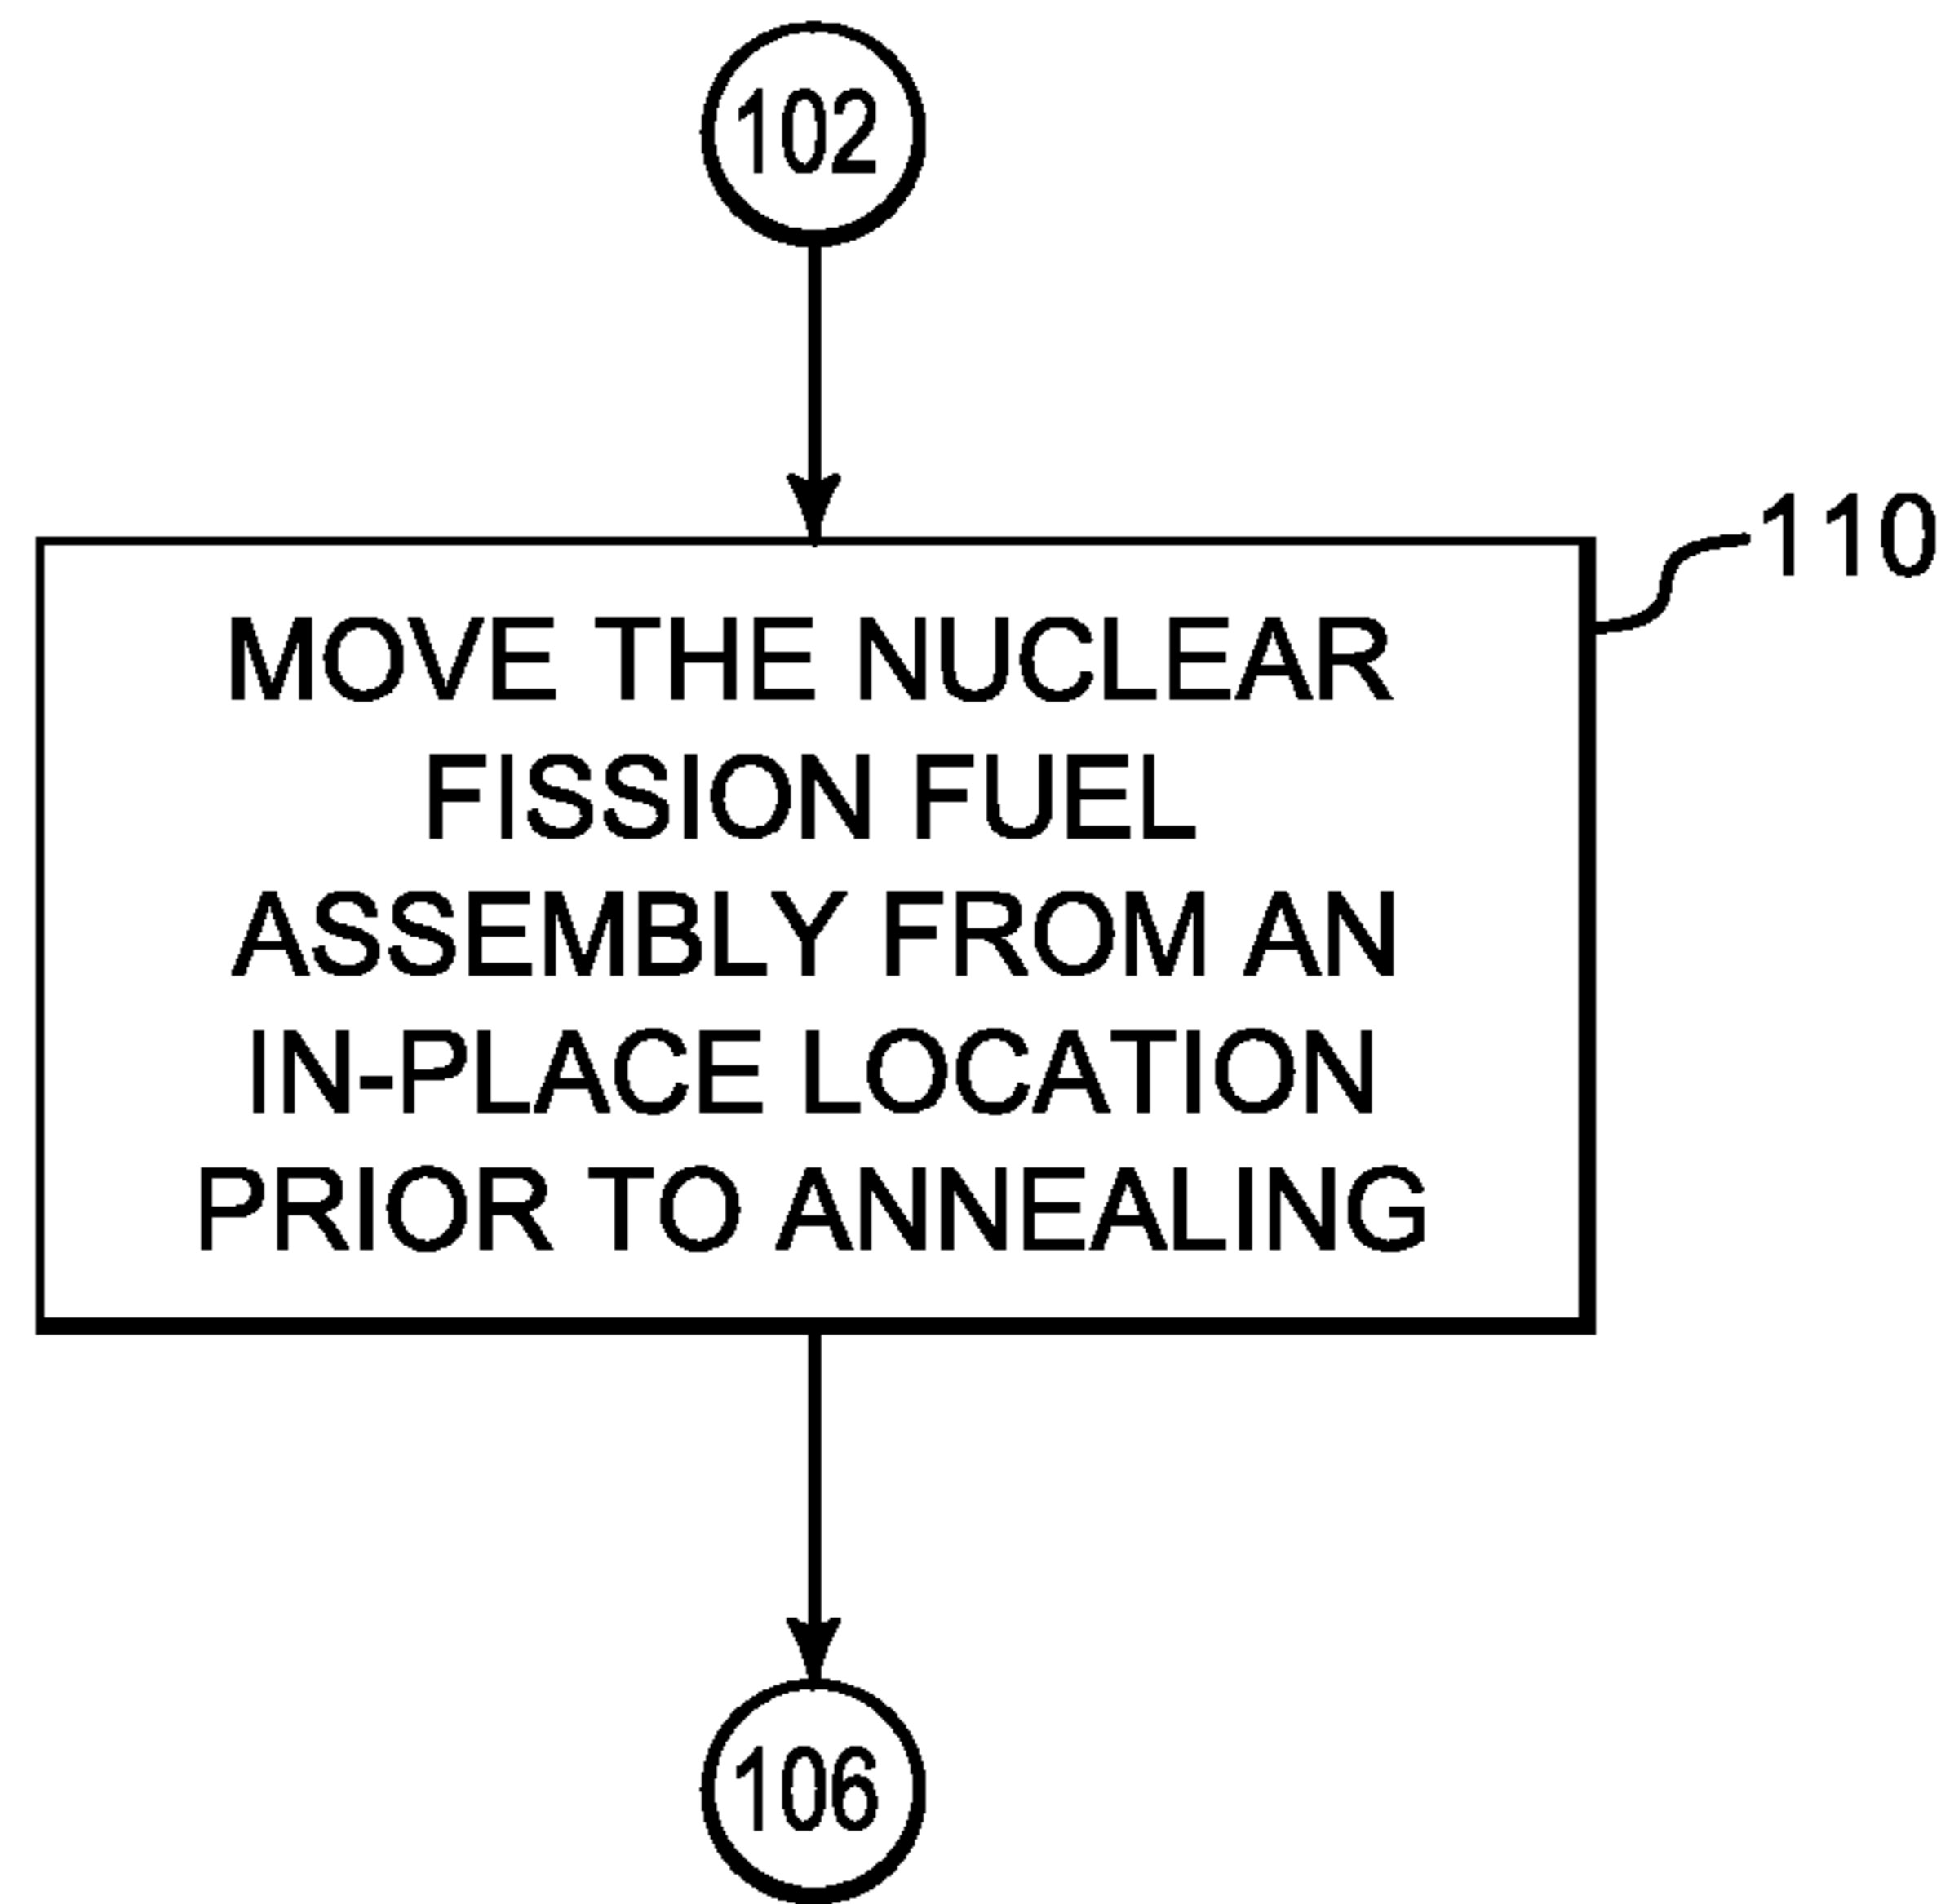 102
110
MOVE THE NUCLEAR
FISSION FUEL
ASSEMBLY FROM AN
IN-PLACE LOCATION
PRIOR TO ANNEALING
106